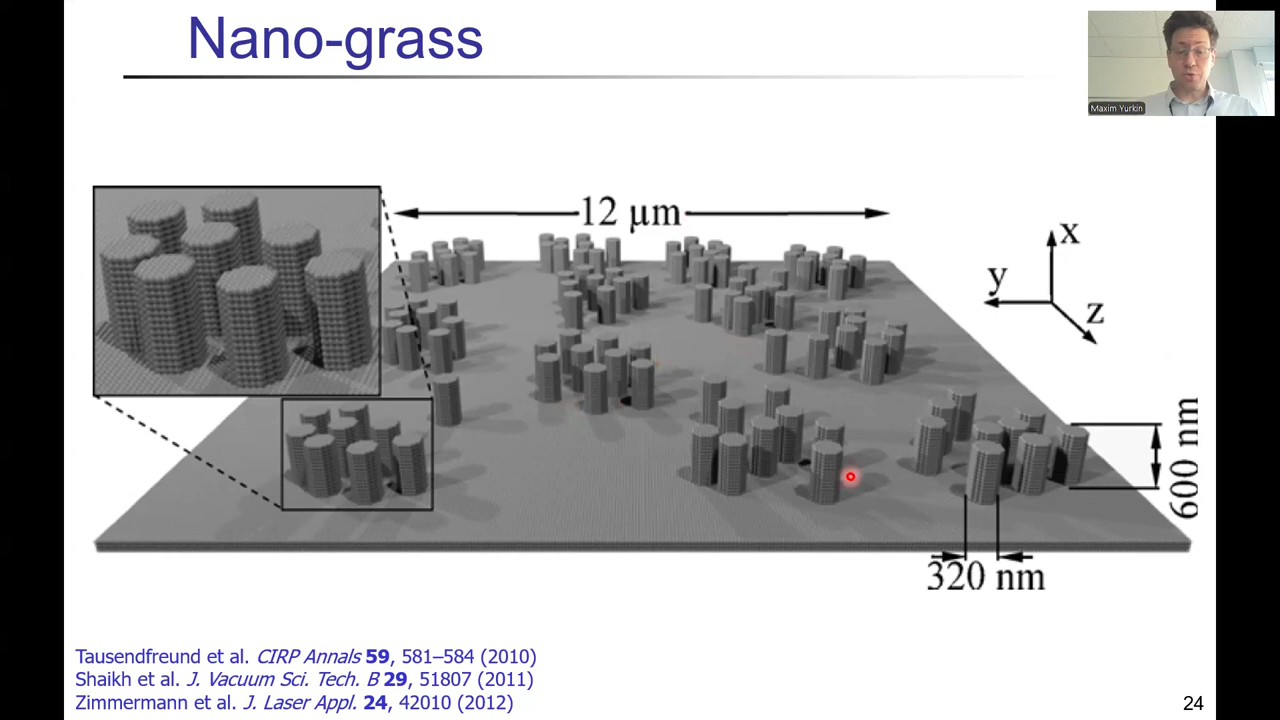 Nano-grass
Maxim Yurkin
12 µm
x
y
z
600 nm
320 nm
Tausendfreund et al. CIRP Annals 59, 581–584 (2010)
Shaikh et al. J. Vacuum Sci. Tech. B 29, 51807 (2011)
Zimmermann et al. J. Laser Appl. 24, 42010 (2012)
24